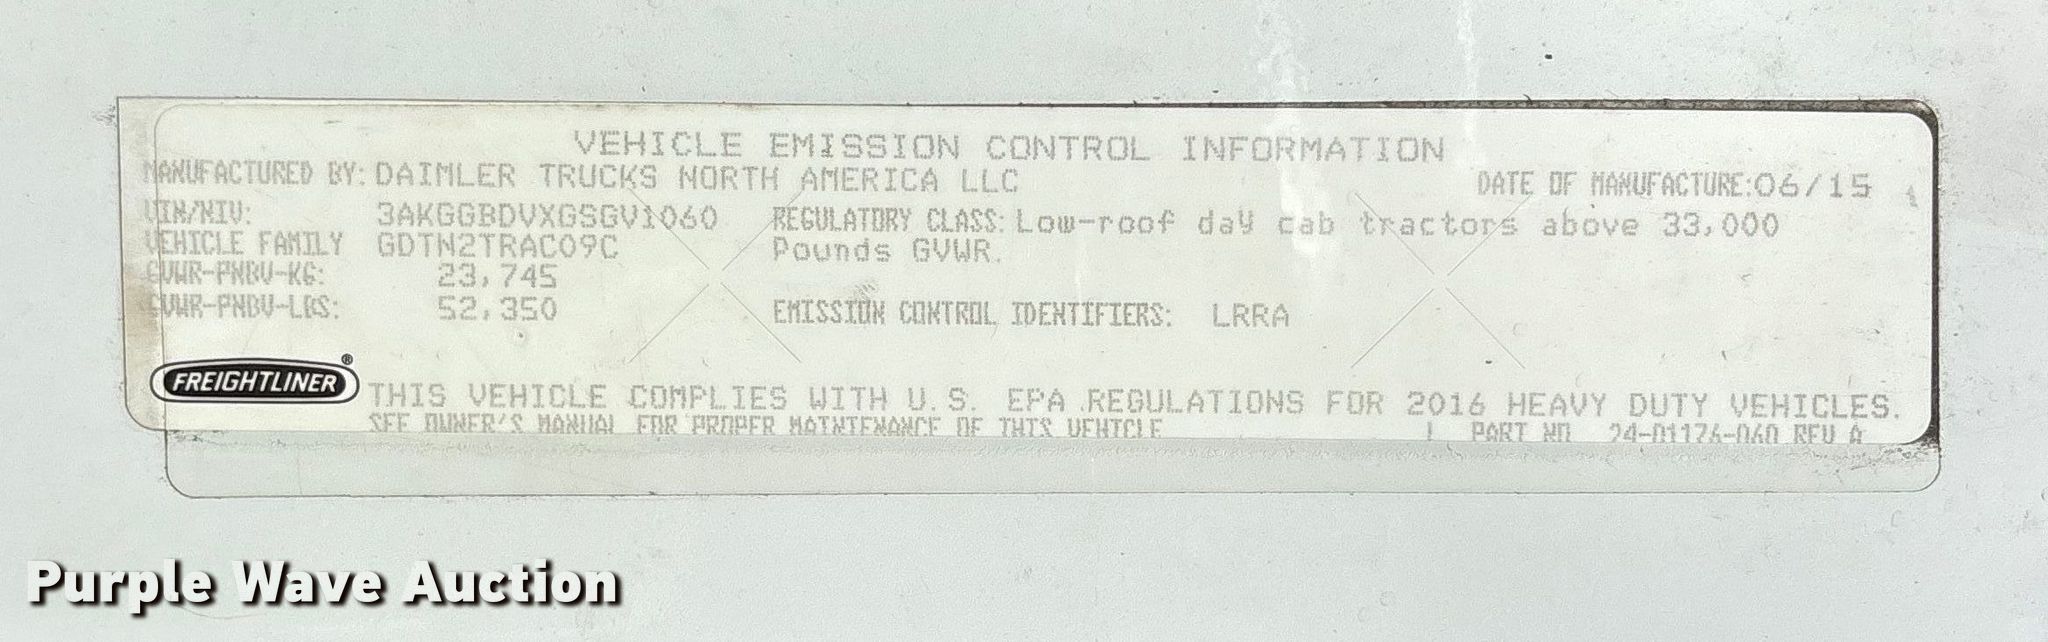 VEHICLE EMISSION CONTROL INFORMATION
MANUFACTURED BY: DAIMLER TRUCKS NORTH AMERICA LLC DATE OF MANUFACTURE: 06/15
VIN/NIV: 3AKGGBDVXGSGV1060 REGULATORY CLASS: Low-roof day cab tractors above 33,000
VEHICLE FAMILY GDTN2TRAC09C Pounds GVWR.
GVWR-PNBV-KG: 23,745
GVWR-PNBV-LBS: 52,350 EMISSION CONTROL IDENTIFIERS: LRRA
FREIGHTLINER®
THIS VEHICLE COMPLIES WITH U.S. EPA REGULATIONS FOR 2016 HEAVY DUTY VEHICLES.
SEE OWNER'S MANUAL FOR PROPER MAINTENANCE OF THIS VEHICLE PART NO 24-01176-060 REV A
Purple Wave Auction